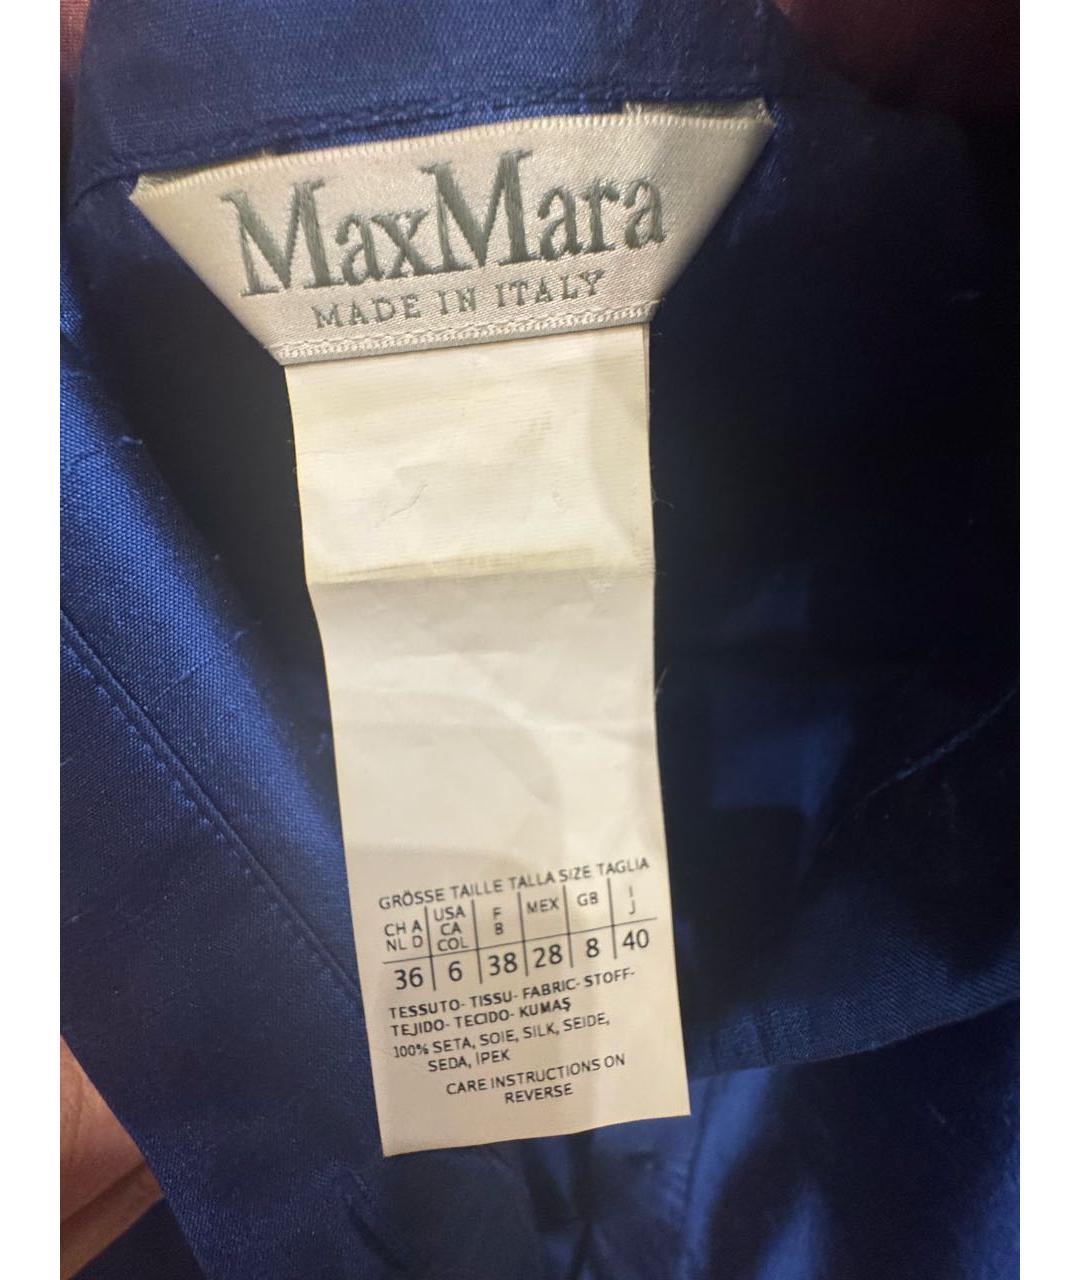 MaxMara
MADE IN ITALY
GRÖSSE TAILLE TALLA SIZE TAGLIA
CH A USA F MEX GB I
NL D CA B J
COL
36 6 38 28 8 40
TESSUTO- TISSU- FABRIC- STOFF-
TEJIDO- TECIDO- KUMAŞ
100% SETA, SOIE, SILK, SEIDE,
SEDA, IPEK
CARE INSTRUCTIONS ON
REVERSE